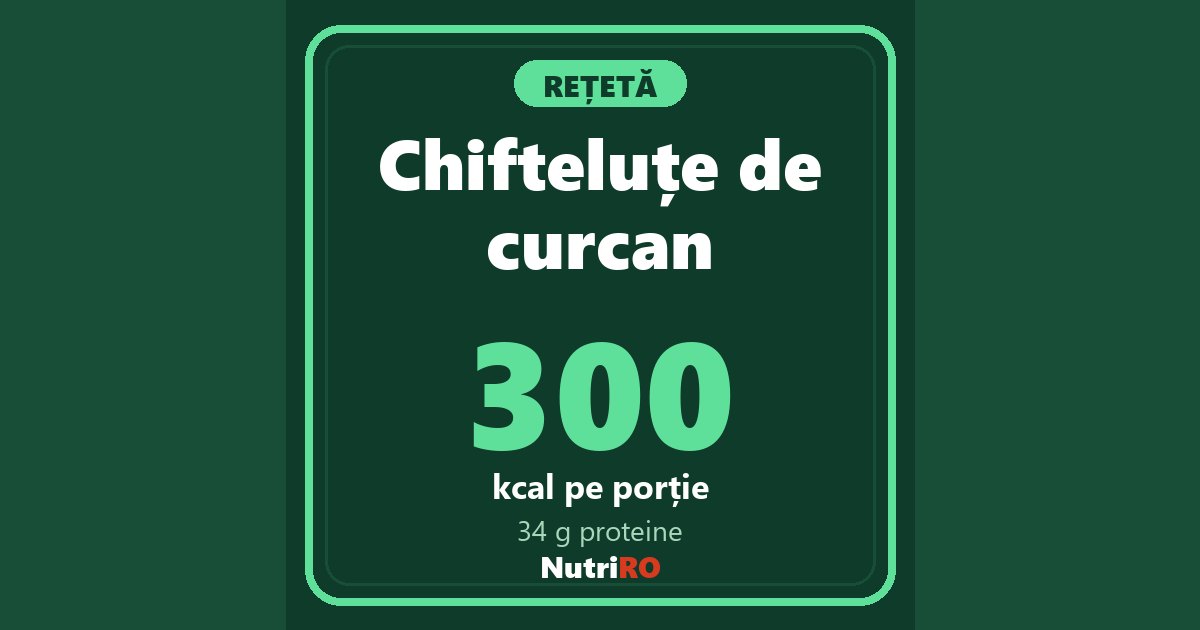 REȚETĂ
Chifteluțe de
curcan
300
kcal pe porție
34 g proteine
NutriRO